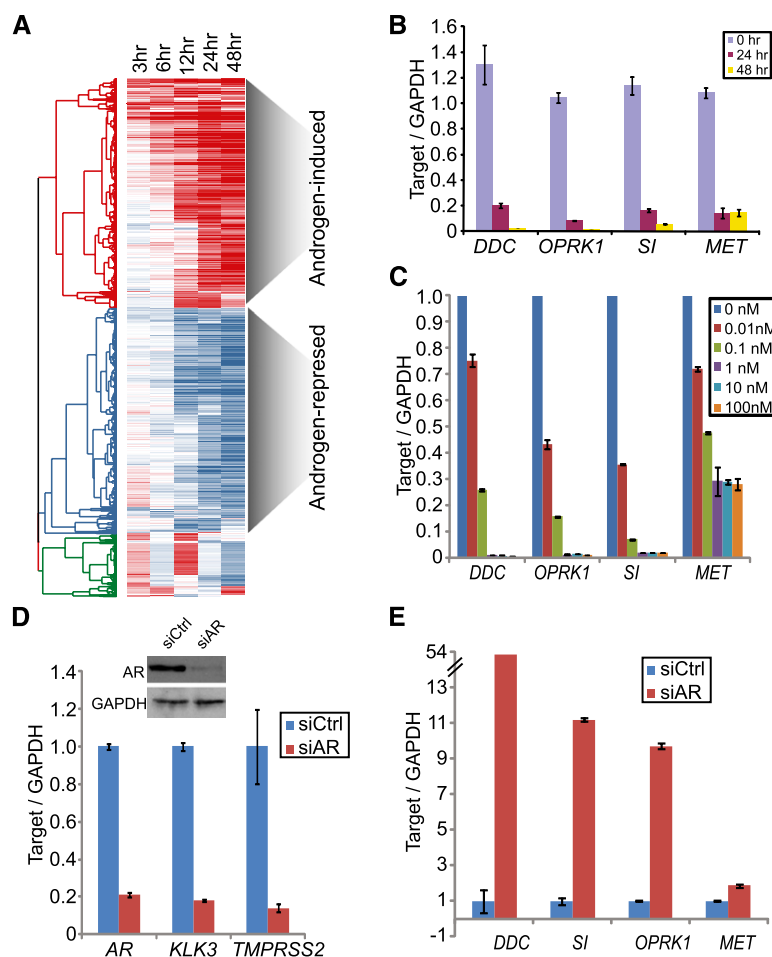 A
3hr
6hr
12hr
24hr
48hr
Androgen-induced
Androgen-represed
B
Target / GAPDH
1.6
1.4
1.2
1.0
0.8
0.6
0.4
0.2
0
0 hr
24 hr
48 hr
DDC
OPRK1
SI
MET
C
Target / GAPDH
1.0
0.9
0.8
0.7
0.6
0.5
0.4
0.3
0.2
0.1
0
0 nM
0.01nM
0.1 nM
1 nM
10 nM
100nM
DDC
OPRK1
SI
MET
D
siCtrl
siAR
AR
GAPDH
Target / GAPDH
1.4
1.2
1.0
0.8
0.6
0.4
0.2
0
siCtrl
siAR
AR
KLK3
TMPRSS2
E
Target / GAPDH
54
13
11
9
7
5
3
1
-1
siCtrl
siAR
DDC
SI
OPRK1
MET